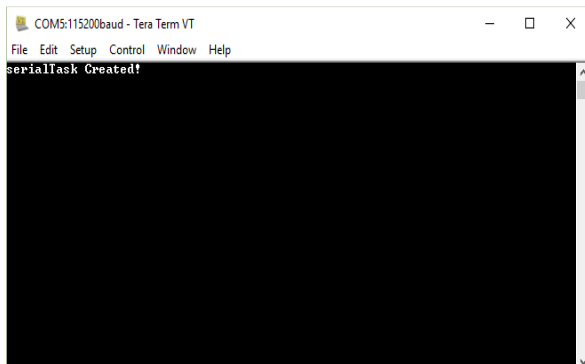 COM5:115200baud - Tera Term VT
File Edit Setup Control Window Help
serialTask Created!